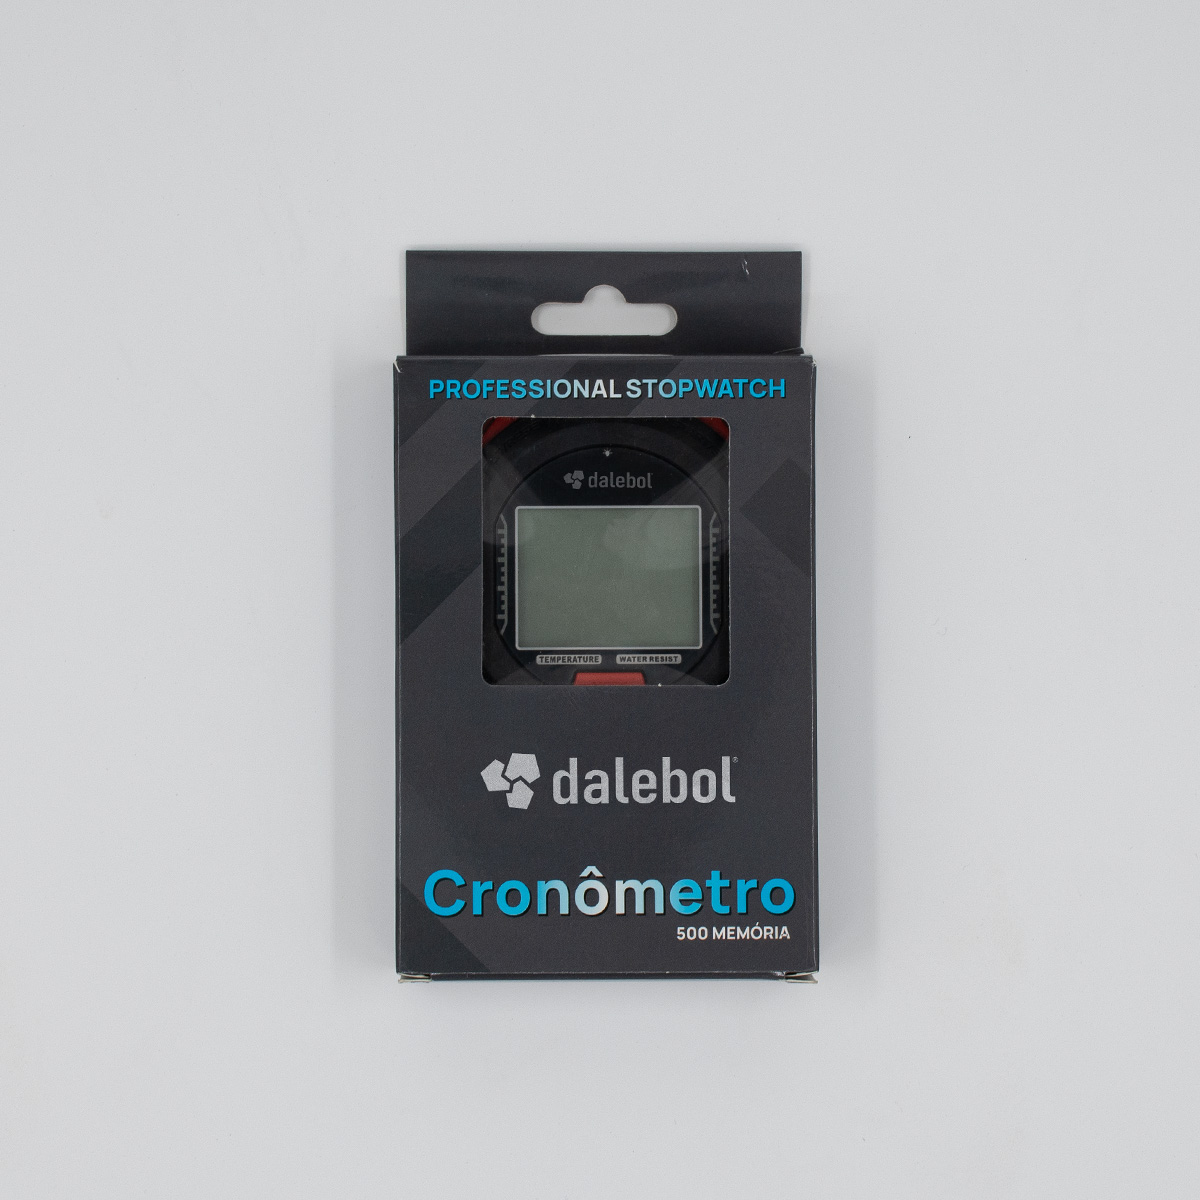 PROFESSIONAL STOPWATCH
dalebol
TEMPERATURE WATER RESIST
dalebol®
Cronômetro
500 MEMÓRIA